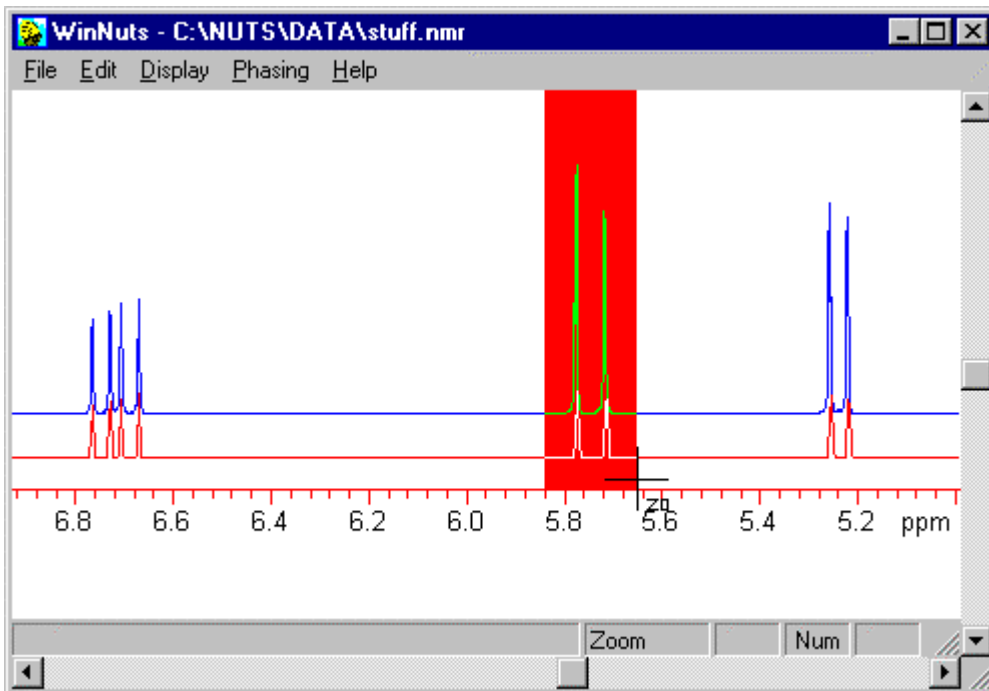 WinNuts - C:\NUTS\DATA\stuff.nmr
File Edit Display Phasing Help
zo
6.8 6.6 6.4 6.2 6.0 5.8 5.6 5.4 5.2 ppm
Zoom Num